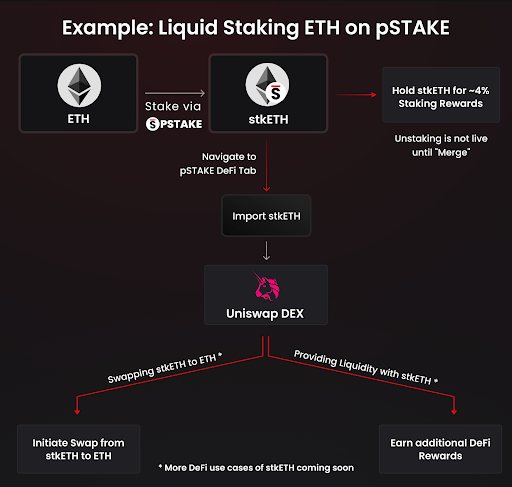 Example: Liquid Staking ETH on pSTAKE
ETH
Stake via
PSTAKE
stkETH
Hold stkETH for ~4%
Staking Rewards
Unstaking is not live
until "Merge"
Navigate to
pSTAKE DeFi Tab
Import stkETH
Uniswap DEX
Swapping stkETH to ETH *
Providing Liquidity with stkETH *
Initiate Swap from
stkETH to ETH
Earn additional DeFi
Rewards
* More DeFi use cases of stkETH coming soon